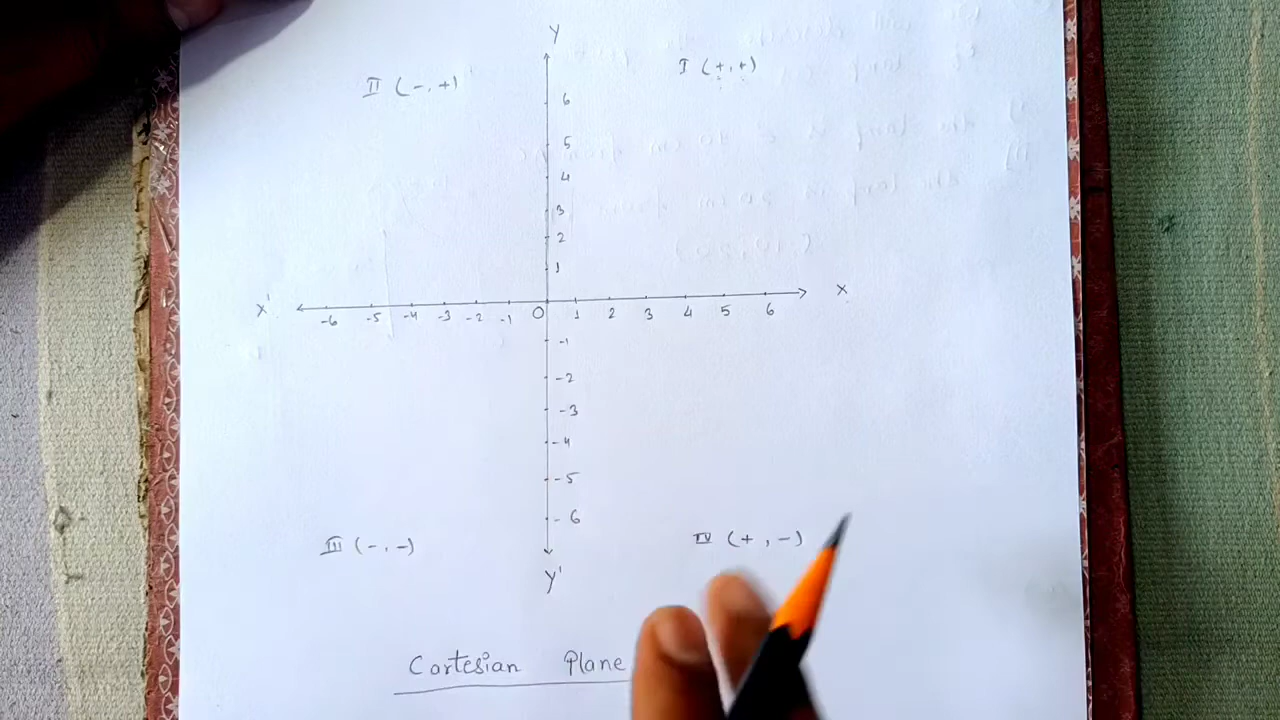 Y
I (+,+)
II (-,+)
6
5
4
3
2
1
X' -6 -5 -4 -3 -2 -1 0 1 2 3 4 5 6 X
-1
-2
-3
-4
-5
-6
III (-,-) IV (+,-)
Y'
Cartesian Plane